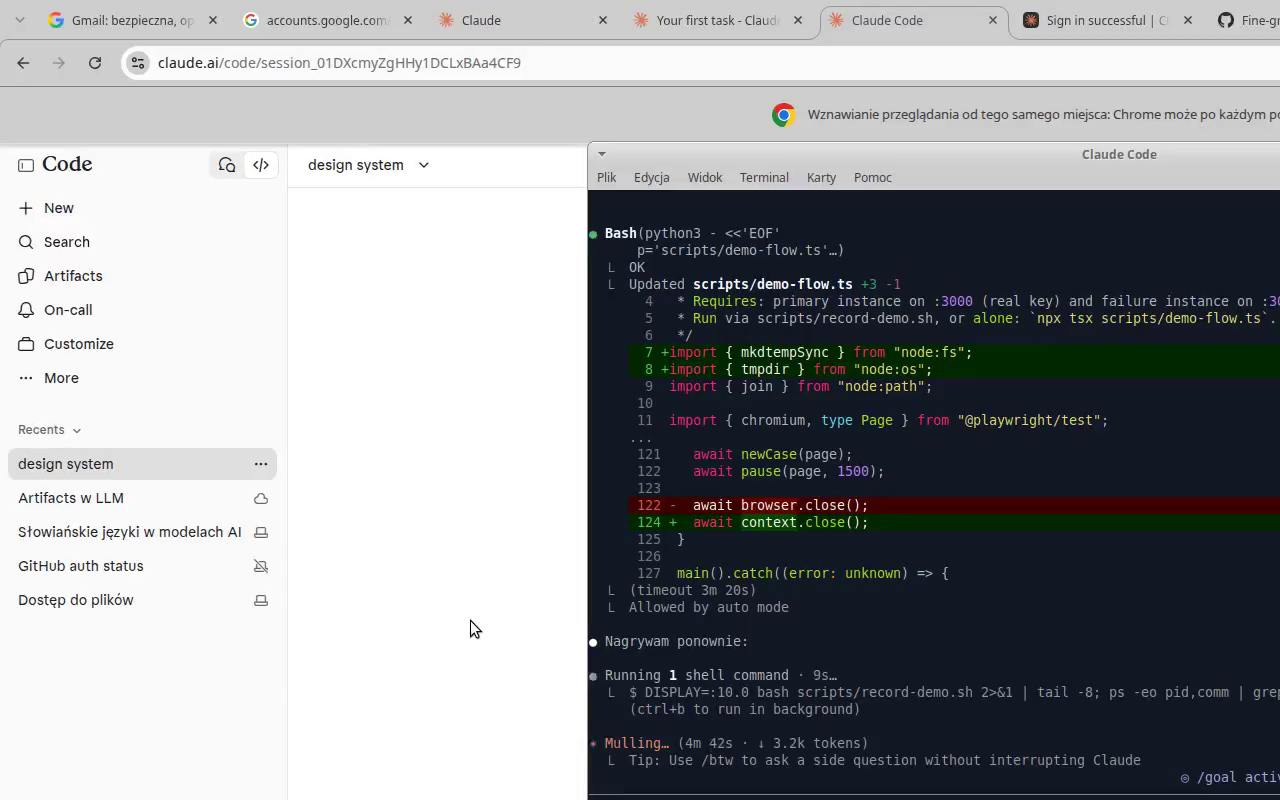 Gmail: bezpieczna, op
accounts.google.com
Claude
Your first task - Claud
Claude Code
Sign in successful | C
Fine-gr
claude.ai/code/session_01DXcmyZgHHy1DCLxBAa4CF9
Wznawianie przeglądania od tego samego miejsca: Chrome może po każdym po
Code
design system
New
Search
Artifacts
On-call
Customize
More
Recents
design system
Artifacts w LLM
Słowiańskie języki w modelach AI
GitHub auth status
Dostęp do plików
Claude Code
Plik Edycja Widok Terminal Karty Pomoc
● Bash(python3 - <<'EOF'
p='scripts/demo-flow.ts'…)
└ OK
└ Updated scripts/demo-flow.ts +3 -1
4 * Requires: primary instance on :3000 (real key) and failure instance on :30
5 * Run via scripts/record-demo.sh, or alone: `npx tsx scripts/demo-flow.ts`.
6 */
7 +import { mkdtempSync } from "node:fs";
8 +import { tmpdir } from "node:os";
9 import { join } from "node:path";
10
11 import { chromium, type Page } from "@playwright/test";
...
121 await newCase(page);
122 await pause(page, 1500);
123
122 - await browser.close();
124 + await context.close();
125 }
126
127 main().catch((error: unknown) => {
└ (timeout 3m 20s)
└ Allowed by auto mode
● Nagrywam ponownie:
● Running 1 shell command · 9s…
└ $ DISPLAY=:10.0 bash scripts/record-demo.sh 2>&1 | tail -8; ps -eo pid,comm | grep
(ctrl+b to run in background)
✶ Mulling… (4m 42s · ↓ 3.2k tokens)
└ Tip: Use /btw to ask a side question without interrupting Claude
◎ /goal activ